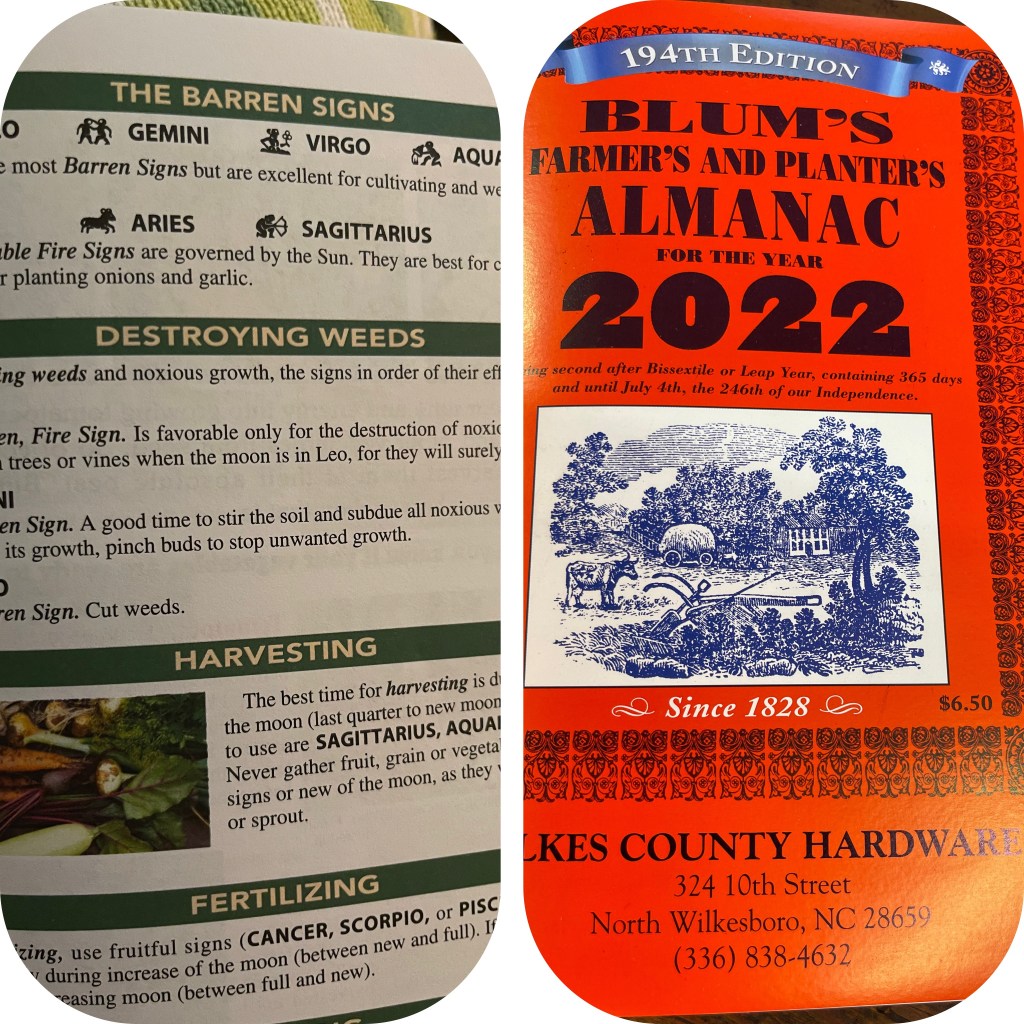 THE BARREN SIGNS
GEMINI
VIRGO
most Barren Signs but are excellent for cultivating and
ARIES
SAGITTARIUS
Fire Signs are governed by the Sun. They are best for
planting onions and garlic.
DESTROYING WEEDS
weeds and noxious growth, the signs in order of their
Fire Sign. Is favorable only for the destruction of
trees or vines when the moon is in Leo, for they will surely
Sign. A good time to stir the soil and subdue all noxious
its growth, pinch buds to stop unwanted growth.
Sign. Cut weeds.
HARVESTING
The best time for harvesting is
the moon (last quarter to new moon
to use are SAGITTARIUS,
Never gather fruit, grain or
signs or new of the moon, as they
or sprout.
FERTILIZING
use fruitful signs (CANCER, SCORPIO, or
during increase of the moon (between new and full). If
moon (between full and new).
194TH EDITION
BLUM'S
FARMER'S AND PLANTER'S
ALMANAC
FOR THE YEAR
2022
second after Bissextile or Leap Year, containing 365 days
and until July 4th, the 246th of our Independence.
Since 1828
$6.50
LKES COUNTY HARDWARE
324 10th Street
North Wilkesboro, NC 28659
(336) 838-4632